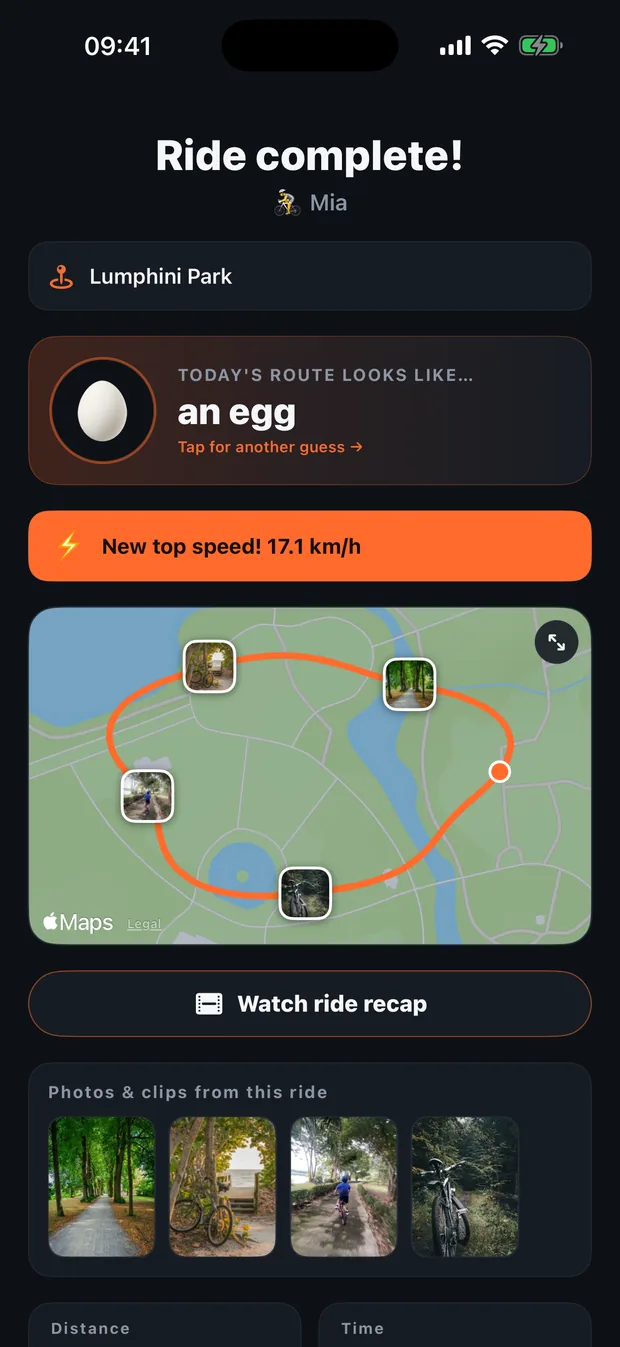 09:41
Ride complete!
Mia
Lumphini Park
TODAY'S ROUTE LOOKS LIKE...
an egg
Tap for another guess →
New top speed! 17.1 km/h
Maps Legal
Watch ride recap
Photos & clips from this ride
Distance
Time